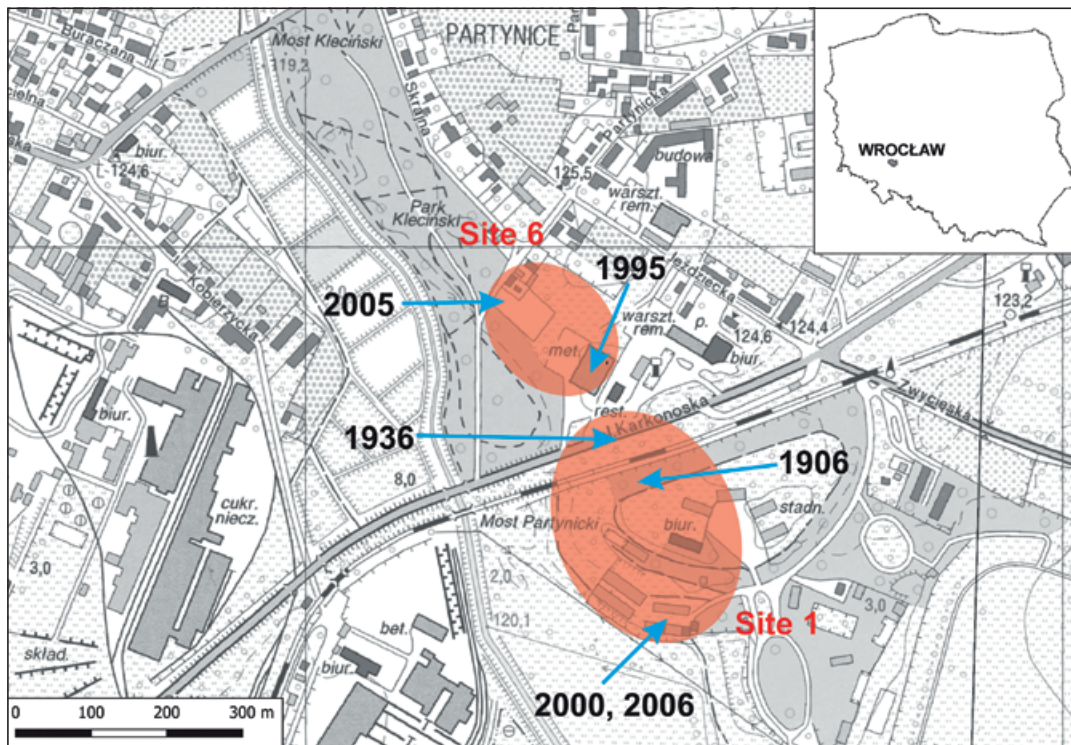 Buraczana
Most Kleciński
PARTYNICE
119,2
Skrajna
Partynicka
biur.
124,6
budowa
125,5
WROCŁAW
Park
Kleciński
warszt.
rem.
Site 6
1995
2005
Kobierzycka
B
warszt.
rem.
p.
124,6
124,4
123,2
biur.
met.
Zwycięska
biur.
rest.
Karkonoska
1936
1906
8,0
cukr.
niecz.
Most Partynicki
biur.
stadn.
3,0
2,0
120,1
3,0
Site 1
bet.
skład.
biur.
2000, 2006
0 100 200 300 m